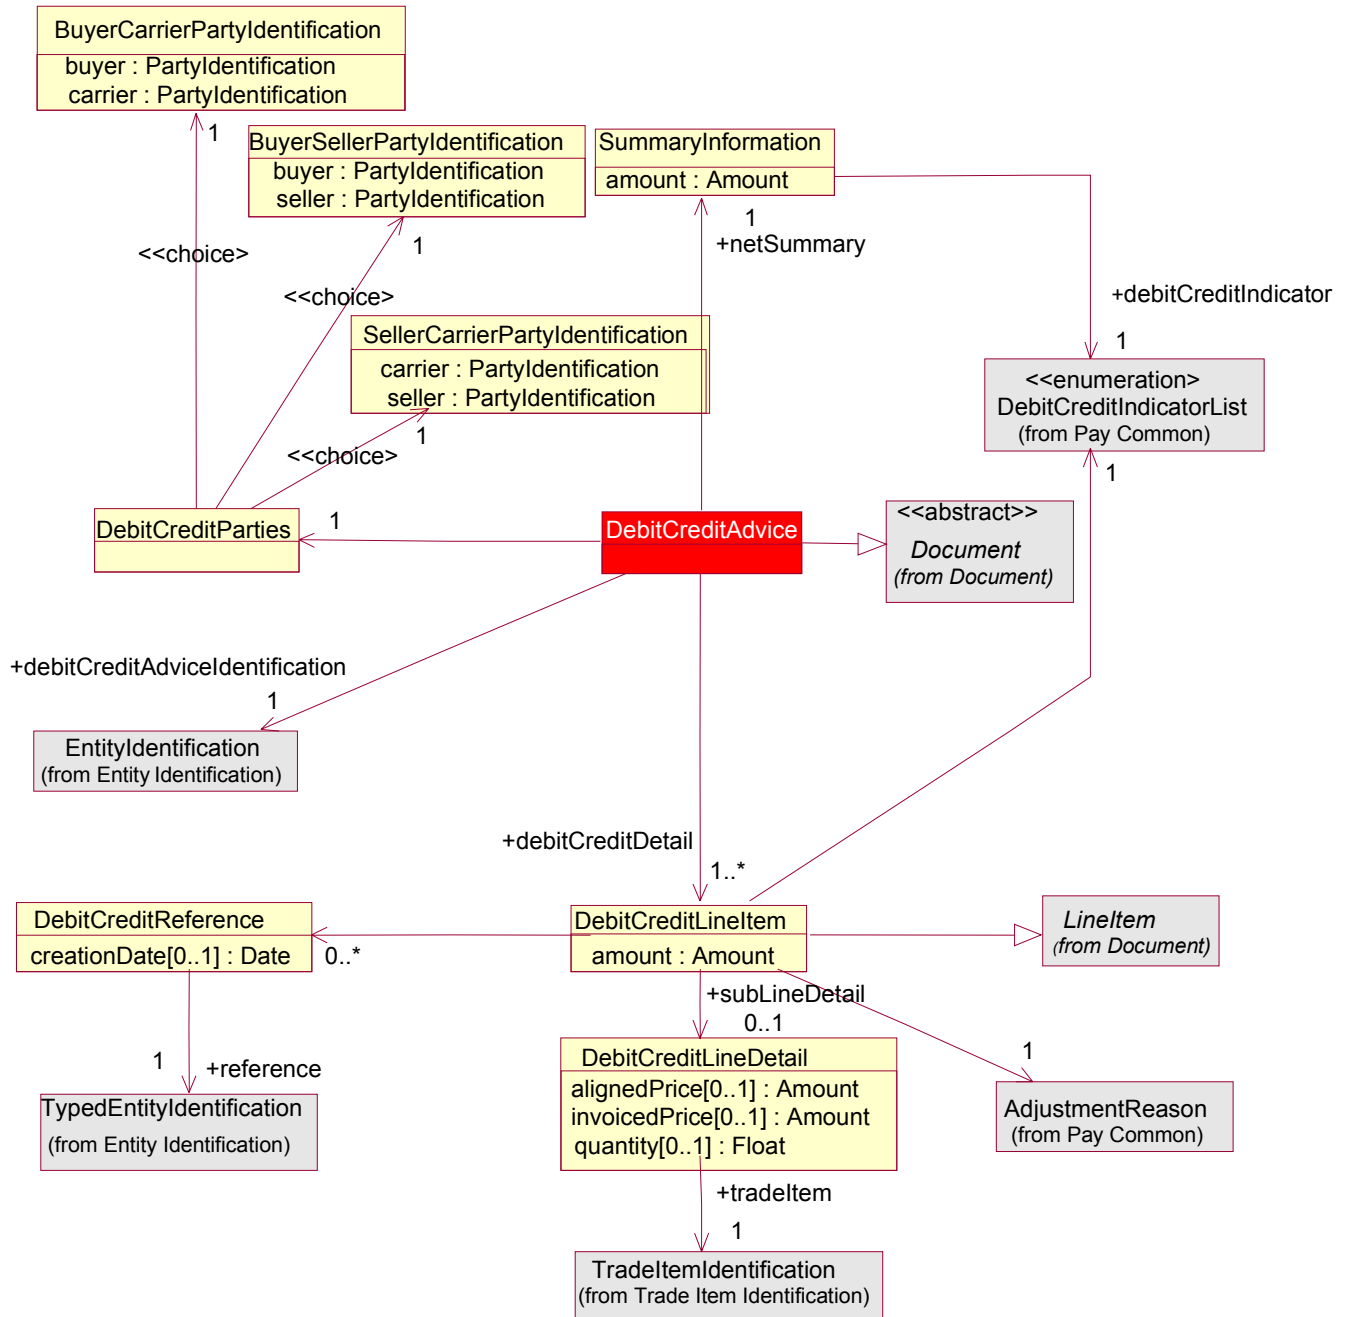 BuyerCarrierPartyIdentification
buyer : PartyIdentification
carrier : PartyIdentification
1
BuyerSellerPartyIdentification
buyer : PartyIdentification
seller : PartyIdentification
1
SummaryInformation
amount : Amount
1
+netSummary
<<choice>
<<choice>
+debitCreditIndicator
1
SellerCarrierPartyIdentification
carrier : PartyIdentification
seller : PartyIdentification
1
<<choice>
<<enumeration>
DebitCreditIndicatorList
(from Pay Common)
1
DebitCreditParties
1
DebitCreditAdvice
<<abstract>>
Document
(from Document)
+debitCreditAdviceIdentification
1
EntityIdentification
(from Entity Identification)
+debitCreditDetail
1..*
DebitCreditReference
creationDate[0..1] : Date
0..*
DebitCreditLineItem
amount : Amount
LineItem
(from Document)
+subLineDetail
0..1
1
+reference
1
TypedEntityIdentification
(from Entity Identification)
DebitCreditLineDetail
alignedPrice[0..1] : Amount
invoicedPrice[0..1] : Amount
quantity[0..1] : Float
AdjustmentReason
(from Pay Common)
+tradeItem
1
TradeItemIdentification
(from Trade Item Identification)